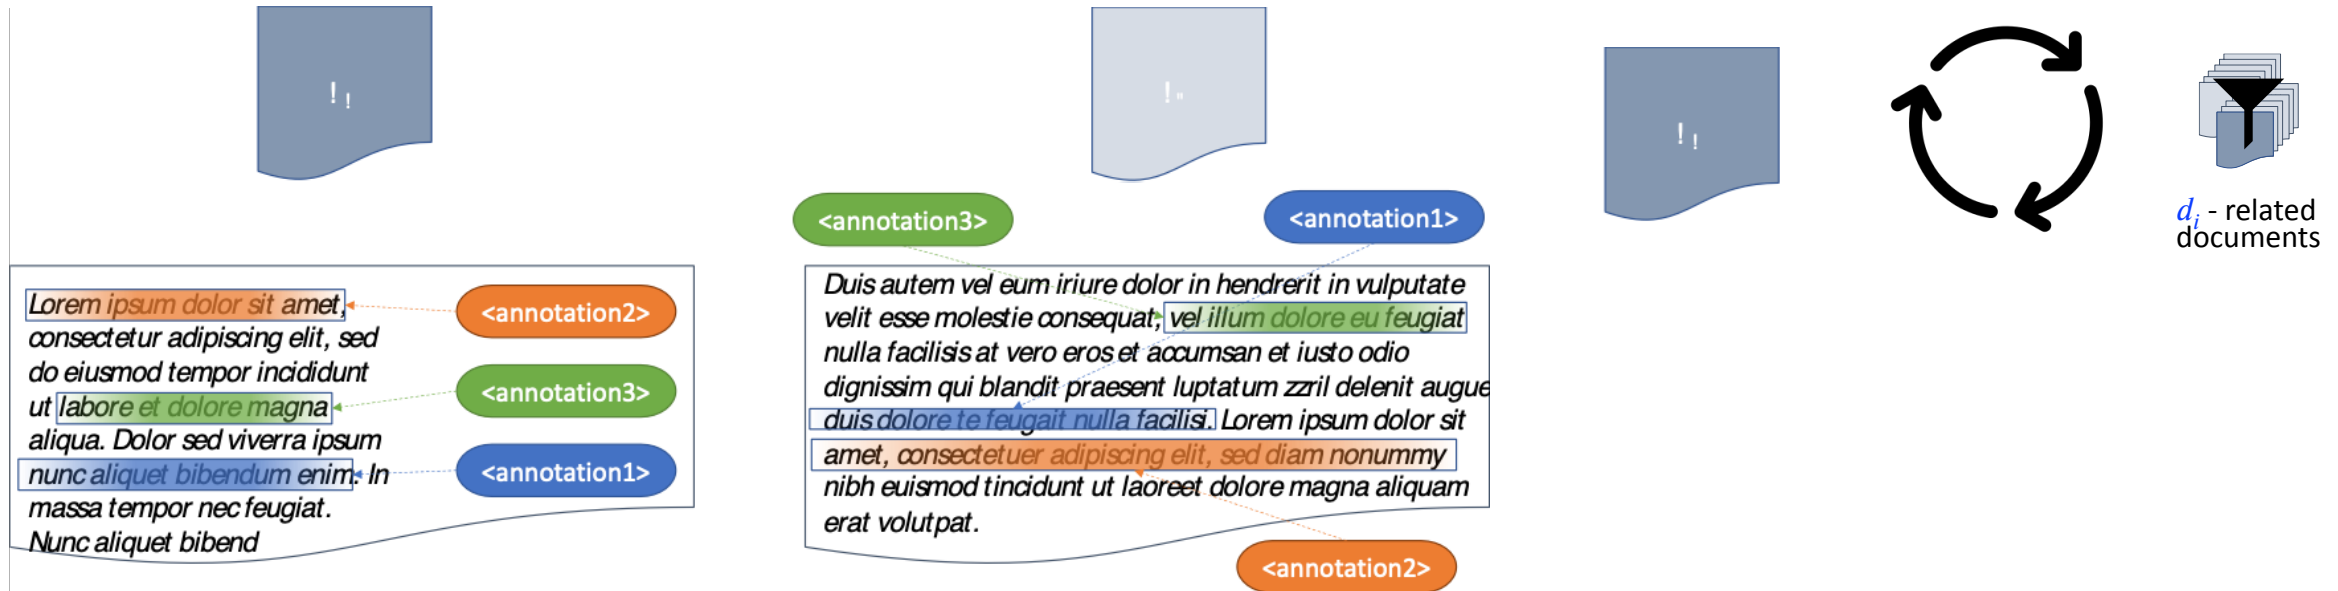 ! !
! "
! !
<annotation3>
<annotation1>
d i - related
documents
Lorem ipsum dolor sit amet,
consectetur adipiscing elit, sed
do eiusmod tempor incididunt
ut labore et dolore magna
aliqua. Dolor sed viverra ipsum
nunc aliquet bibendum enim. In
massa tempor nec feugiat.
Nunc aliquet bibend
<annotation2>
<annotation3>
<annotation1>
Duis autem vel eum iriure dolor in hendrerit in vulputate
velit esse molestie consequat, vel illum dolore eu feugiat
nulla facilisis at vero eros et accumsan et iusto odio
dignissim qui blandit praesent luptatum zzril delenit augue
duis dolore te feugait nulla facilisi. Lorem ipsum dolor sit
amet, consectetuer adipiscing elit, sed diam nonummy
nibh euismod tincidunt ut laoreet dolore magna aliquam
erat volutpat.
<annotation2>